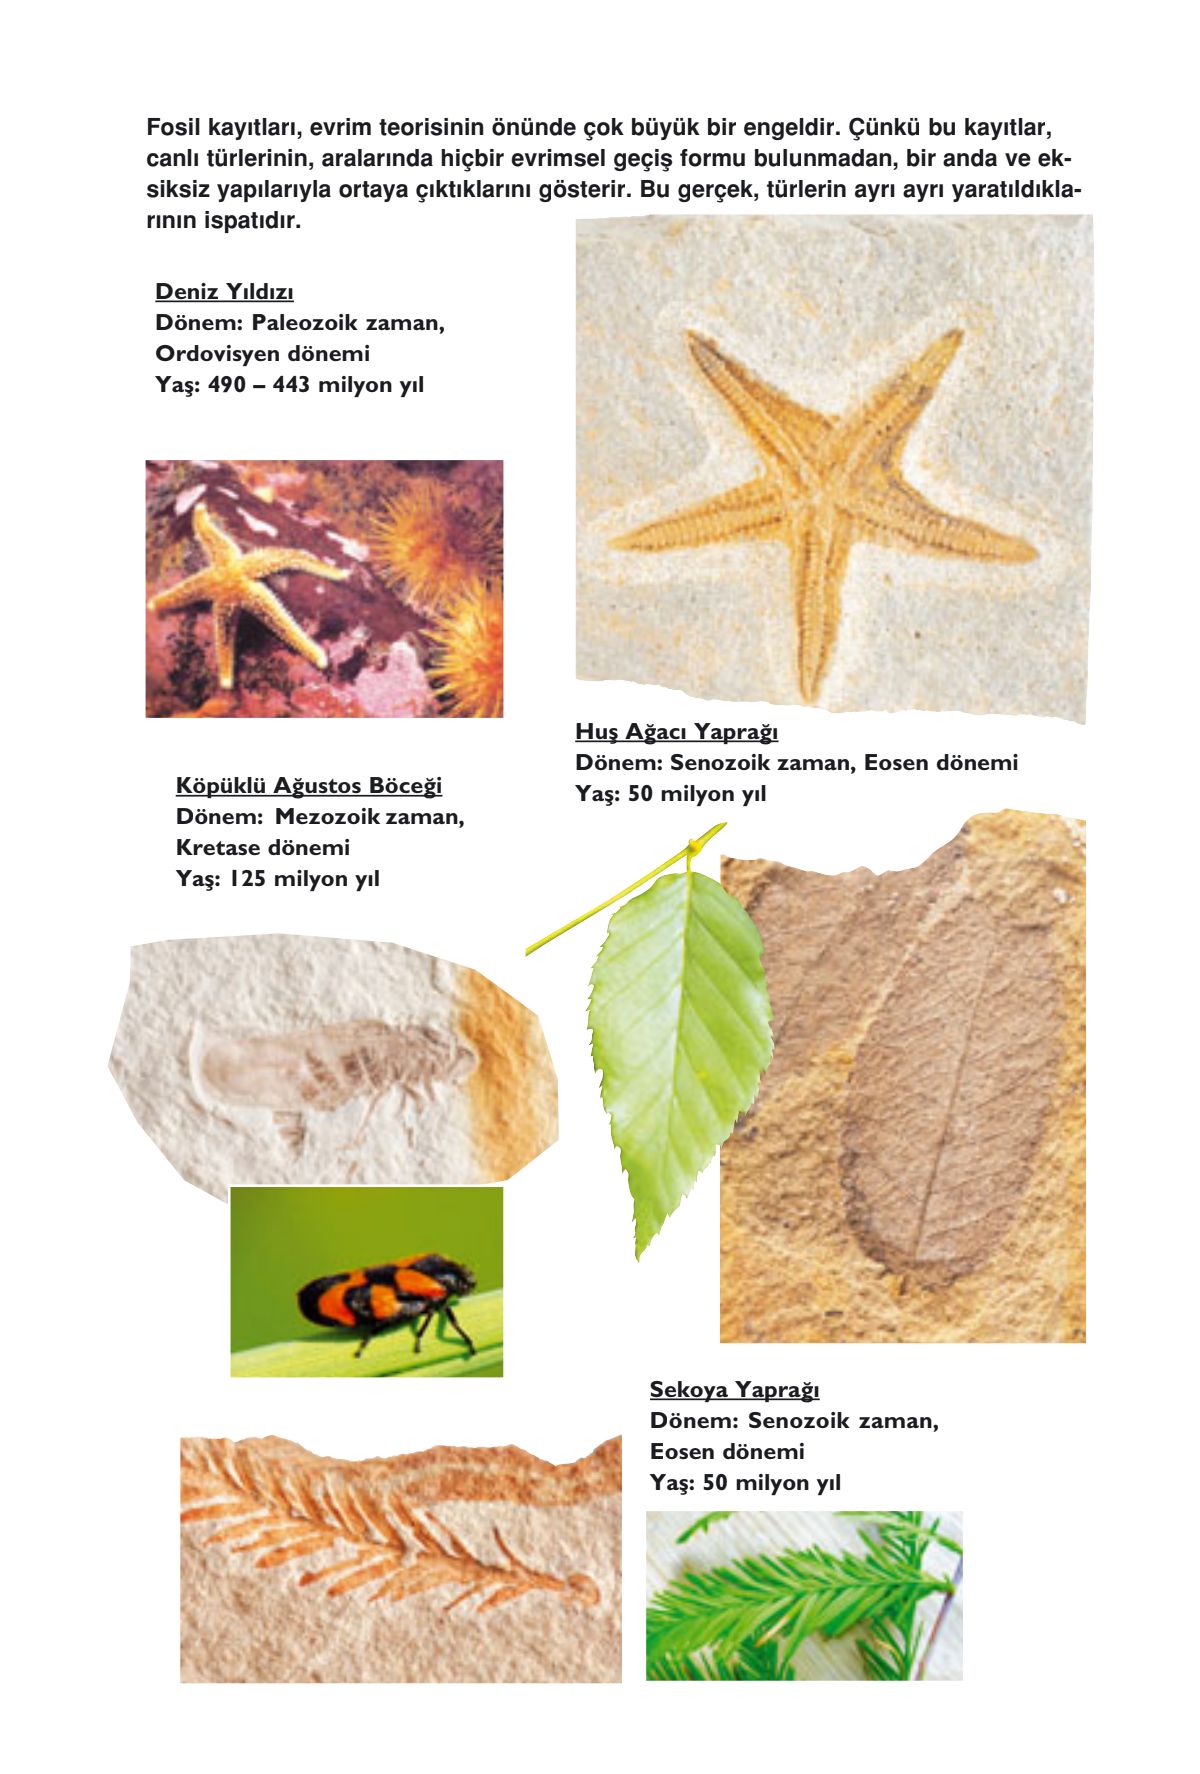 Fosil kayıtları, evrim teorisinin önünde çok büyük bir engeldir. Çünkü bu kayıtlar,
canlı türlerinin, aralarında hiçbir evrimsel geçiş formu bulunmadan, bir anda ve ek-
siksiz yapılarıyla ortaya çıktıklarını gösterir. Bu gerçek, türlerin ayrı ayrı yaratıldıkla-
rının ispatıdır.
Deniz Yıldızı
Dönem: Paleozoik zaman,
Ordovisyen dönemi
Yaş: 490 – 443 milyon yıl
Huş Ağacı Yaprağı
Dönem: Senozoik zaman, Eosen dönemi
Yaş: 50 milyon yıl
Köpüklü Ağustos Böceği
Dönem: Mezozoik zaman,
Kretase dönemi
Yaş: 125 milyon yıl
Sekoya Yaprağı
Dönem: Senozoik zaman,
Eosen dönemi
Yaş: 50 milyon yıl